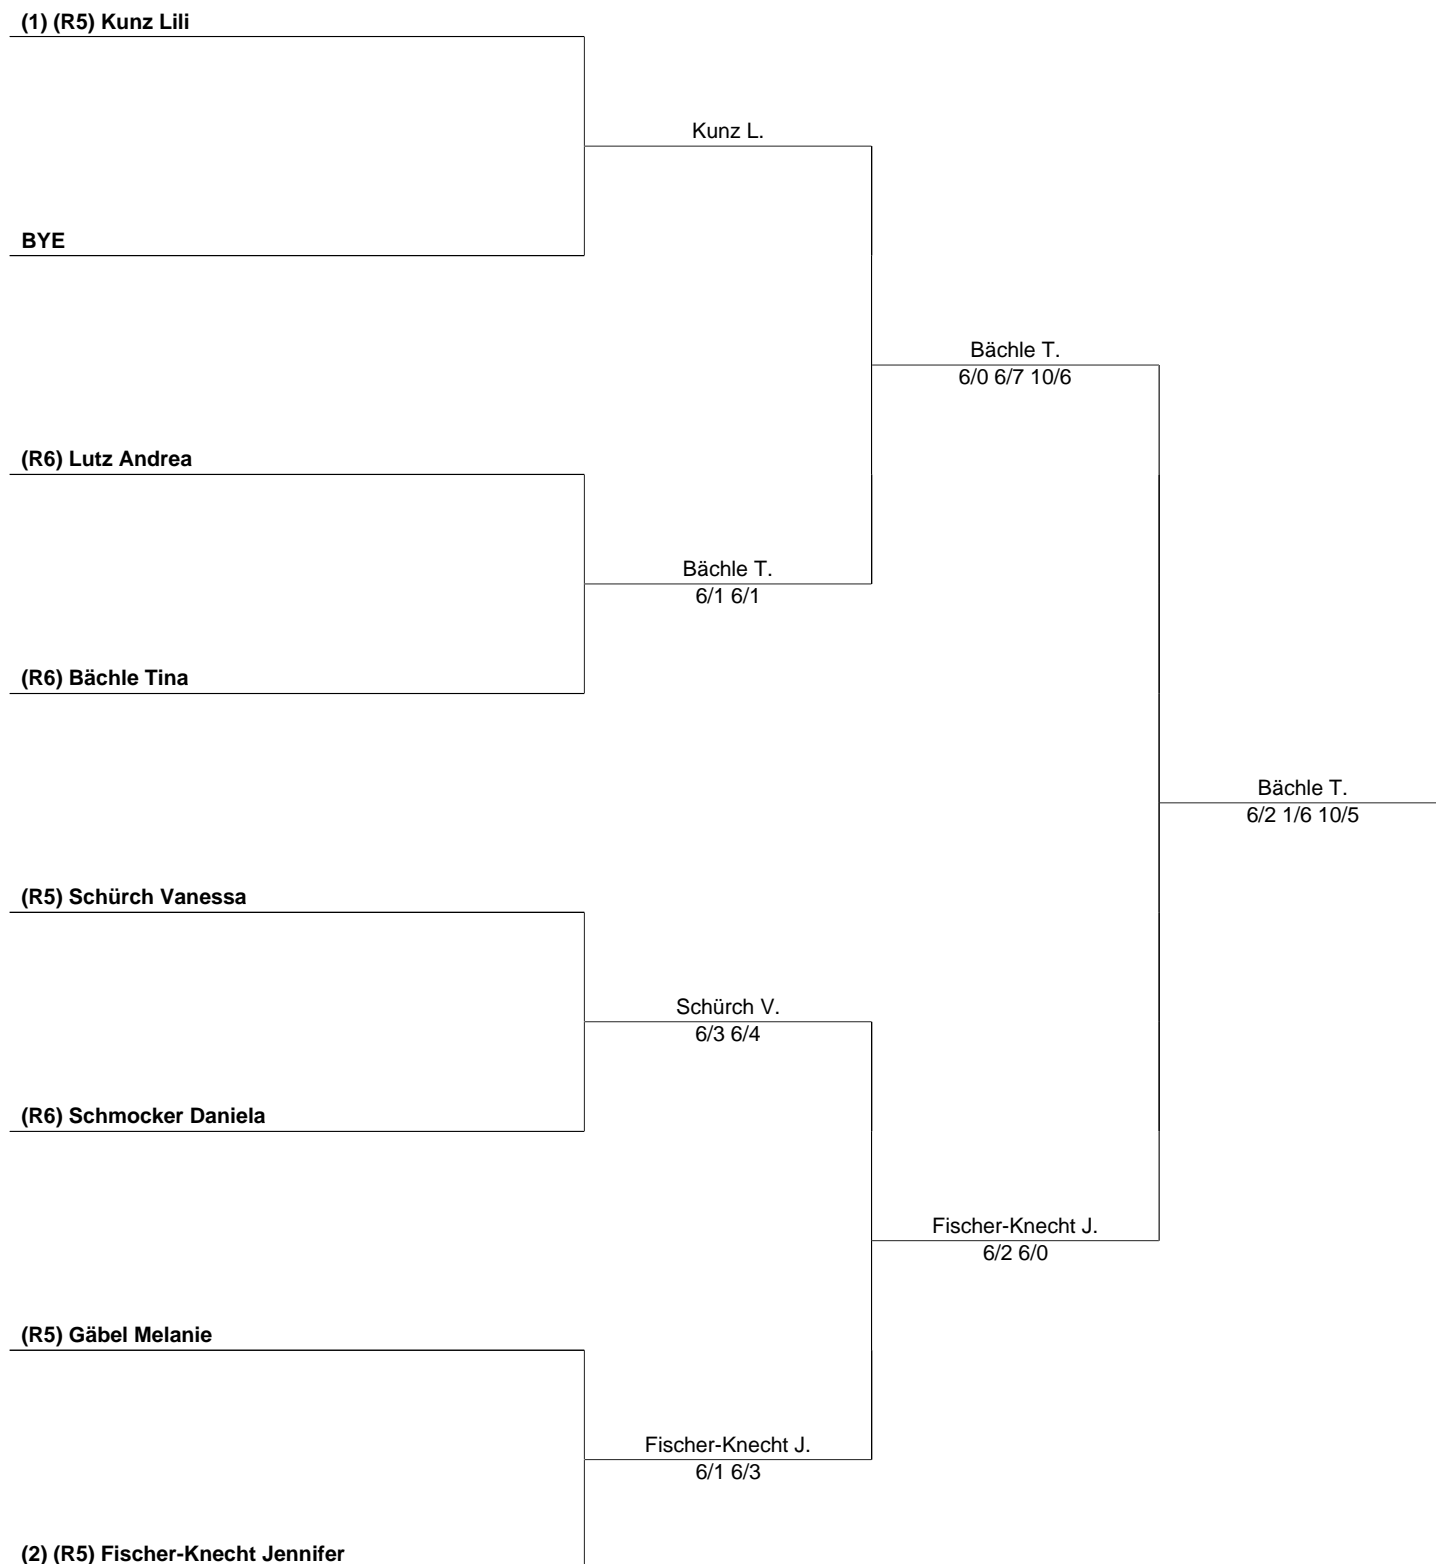 (1) (R5) Kunz Lili
Kunz L.
BYE
Bächle T.
6/0 6/7 10/6
(R6) Lutz Andrea
Bächle T.
6/1 6/1
(R6) Bächle Tina
Bächle T.
6/2 1/6 10/5
(R5) Schürch Vanessa
Schürch V.
6/3 6/4
(R6) Schmocker Daniela
Fischer-Knecht J.
6/2 6/0
(R5) Gäbel Melanie
Fischer-Knecht J.
6/1 6/3
(2) (R5) Fischer-Knecht Jennifer